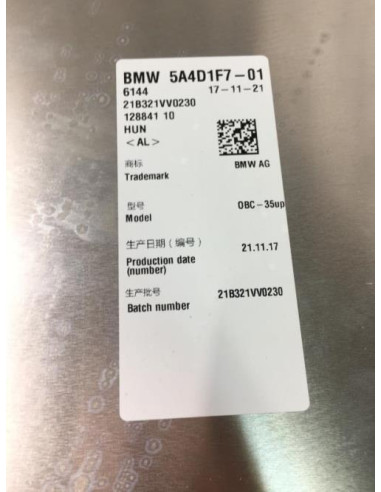 BMW 5A4D1F7-01
6144 17-11-21
21B321VV0230
128841 10
HUN
<AL>
商标 BMW AG
Trademark
型号 OBC-35up
Model
生产日期(编号) 21.11.17
Production date
(number)
生产批号 21B321VV0230
Batch number